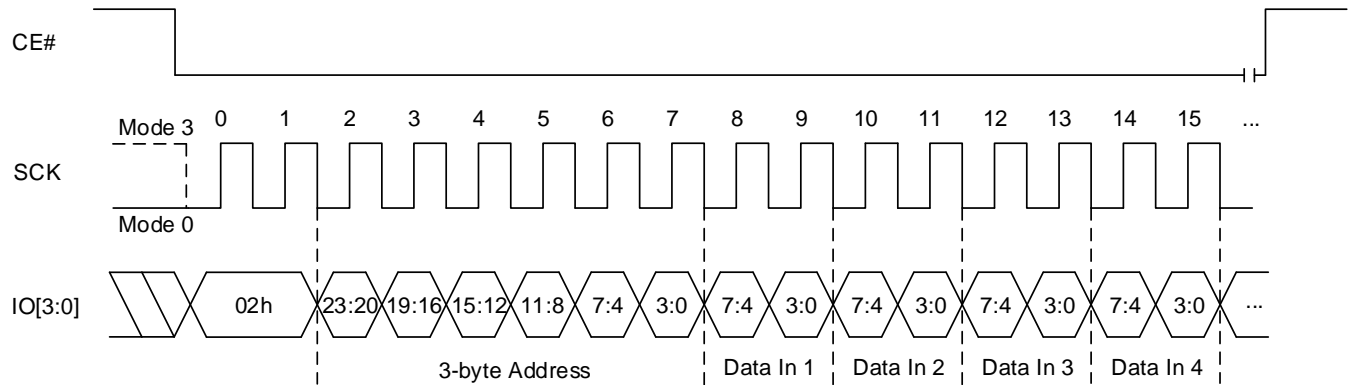 CE#
0 1 2 3 4 5 6 7 8 9 10 11 12 13 14 15 ...
Mode 3
SCK
Mode 0
IO[3:0] 02h 23:20 19:16 15:12 11:8 7:4 3:0 7:4 3:0 7:4 3:0 7:4 3:0 7:4 3:0 ...
3-byte Address Data In 1 Data In 2 Data In 3 Data In 4